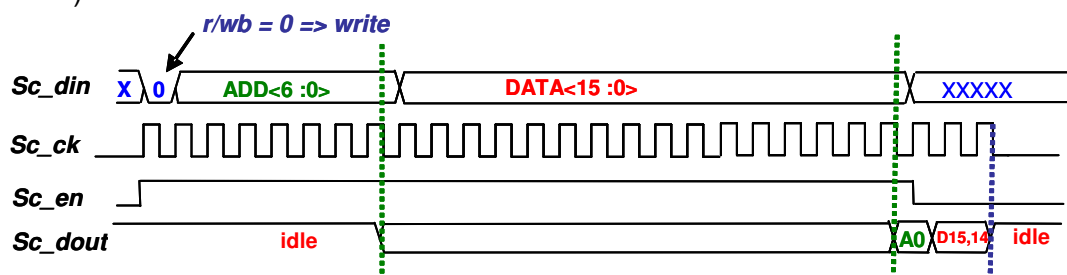 )
r/wb = 0 => write
Sc_din X 0 ADD<6 :0> DATA<15 :0> XXXXX
Sc_ck
Sc_en
Sc_dout idle A0 D15,14 idle